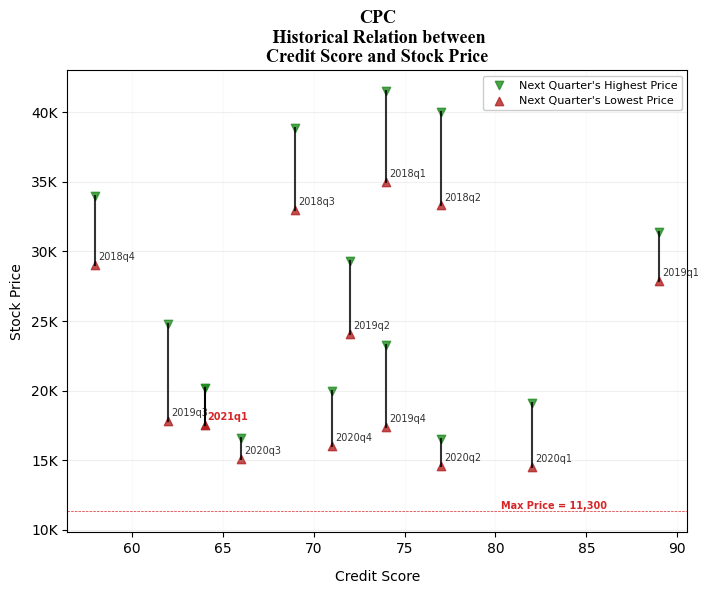 CPC
Historical Relation between
Credit Score and Stock Price
Next Quarter's Highest Price
Next Quarter's Lowest Price
40K
35K
30K
25K
20K
15K
10K
Stock Price
2018q1
2018q2
2018q3
2018q4
2019q1
2019q2
2019q3
2021q1
2019q4
2020q4
2020q3
2020q2
2020q1
Max Price = 11,300
60
65
70
75
80
85
90
Credit Score